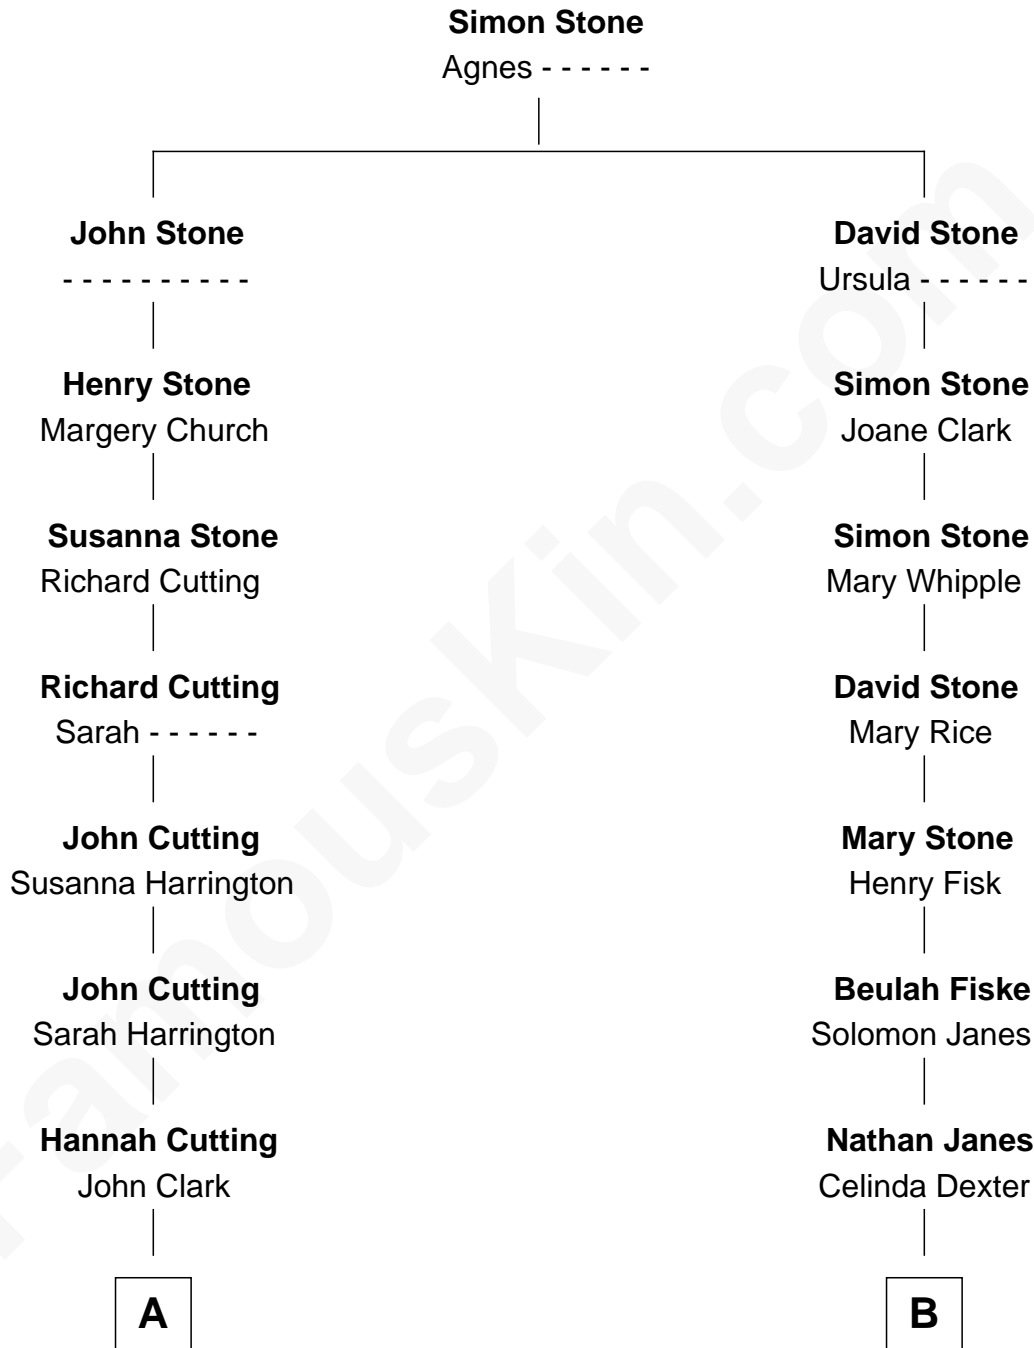 Simon Stone
Agnes - - - - - -
John Stone
- - - - - - - - - -
Henry Stone
Margery Church
Susanna Stone
Richard Cutting
Richard Cutting
Sarah - - - - - -
John Cutting
Susanna Harrington
John Cutting
Sarah Harrington
Hannah Cutting
John Clark
A
David Stone
Ursula - - - - - -
Simon Stone
Joane Clark
Simon Stone
Mary Whipple
David Stone
Mary Rice
Mary Stone
Henry Fisk
Beulah Fiske
Solomon Janes
Nathan Janes
Celinda Dexter
B
FamousKin.com